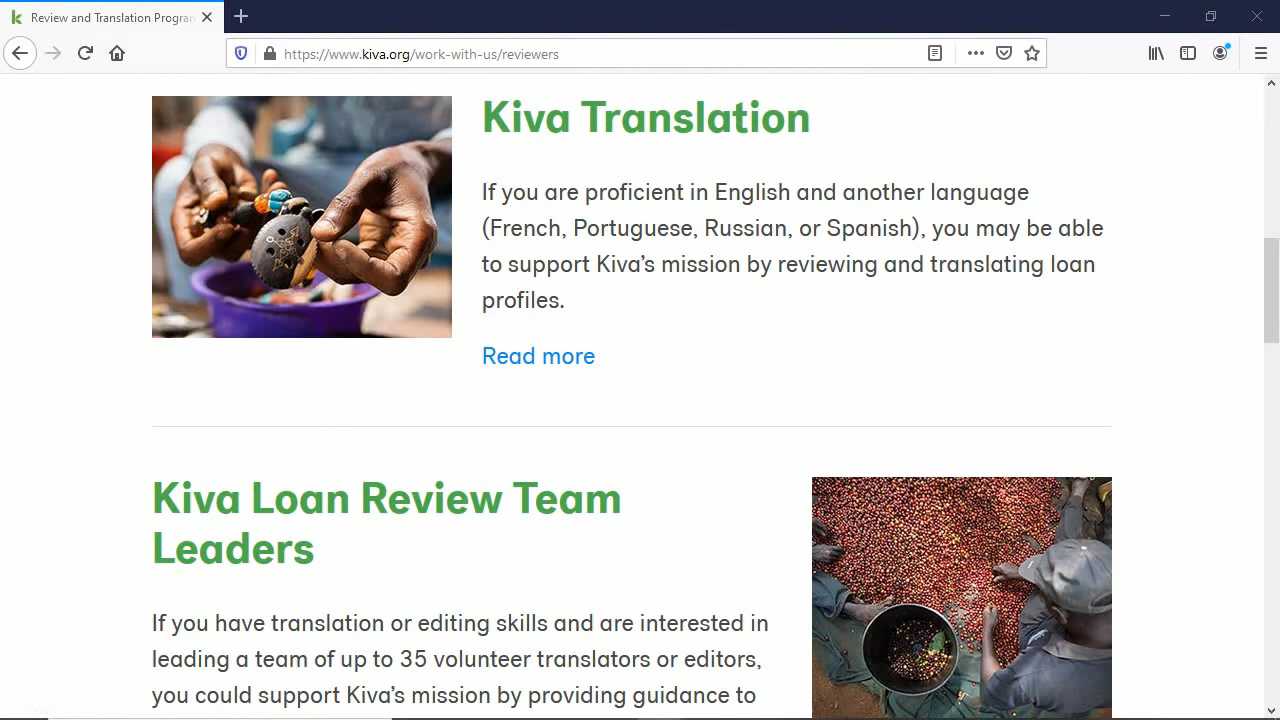 Review and Translation Progra
https://www.kiva.org/work-with-us/reviewers
Kiva Translation
If you are proficient in English and another language
(French, Portuguese, Russian, or Spanish), you may be able
to support Kiva's mission by reviewing and translating loan
profiles.
Read more
Kiva Loan Review Team
Leaders
If you have translation or editing skills and are interested in
leading a team of up to 35 volunteer translators or editors,
you could support Kiva's mission by providing guidance to